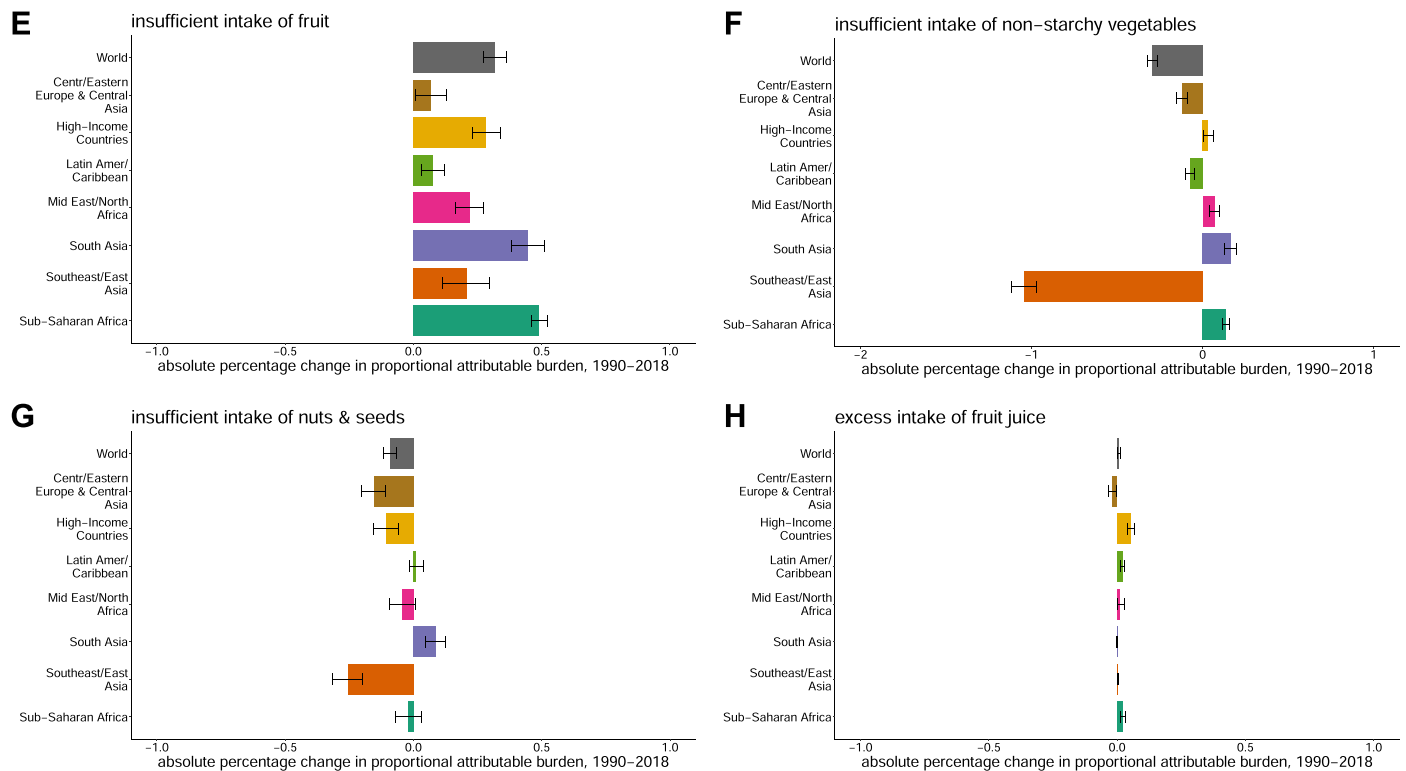 E
insufficient intake of fruit
World
Centr/Eastern
Europe & Central
Asia
High−Income
Countries
Latin Amer/
Caribbean
Mid East/North
Africa
South Asia
Southeast/East
Asia
Sub−Saharan Africa
−1.0 −0.5 0.0 0.5 1.0
absolute percentage change in proportional attributable burden, 1990−2018
F
insufficient intake of non−starchy vegetables
World
Centr/Eastern
Europe & Central
Asia
High−Income
Countries
Latin Amer/
Caribbean
Mid East/North
Africa
South Asia
Southeast/East
Asia
Sub−Saharan Africa
−2 −1 0 1
absolute percentage change in proportional attributable burden, 1990−2018
G
insufficient intake of nuts & seeds
World
Centr/Eastern
Europe & Central
Asia
High−Income
Countries
Latin Amer/
Caribbean
Mid East/North
Africa
South Asia
Southeast/East
Asia
Sub−Saharan Africa
−1.0 −0.5 0.0 0.5 1.0
absolute percentage change in proportional attributable burden, 1990−2018
H
excess intake of fruit juice
World
Centr/Eastern
Europe & Central
Asia
High−Income
Countries
Latin Amer/
Caribbean
Mid East/North
Africa
South Asia
Southeast/East
Asia
Sub−Saharan Africa
−1.0 −0.5 0.0 0.5 1.0
absolute percentage change in proportional attributable burden, 1990−2018